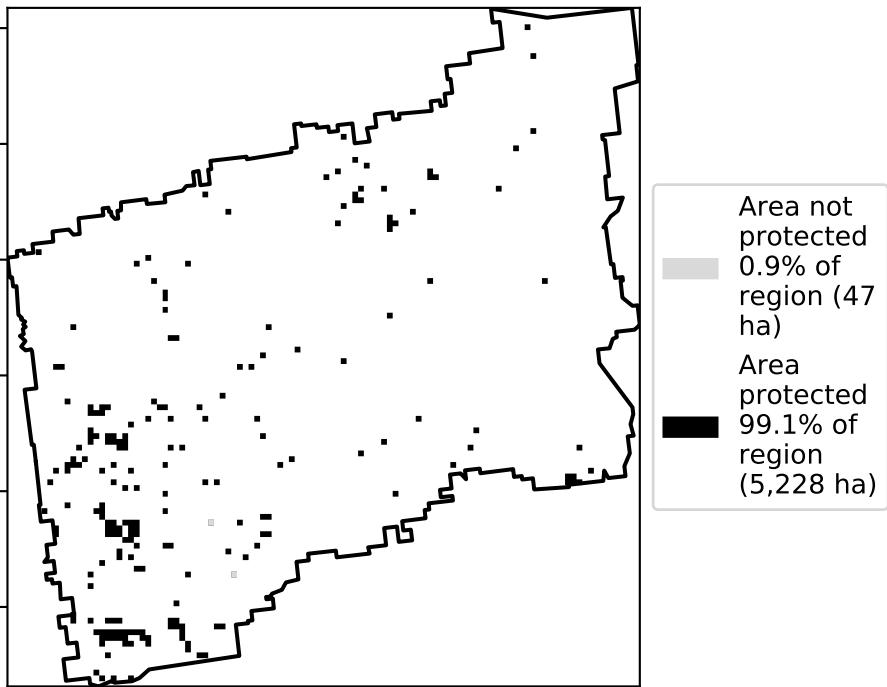 Area not
protected
0.9% of
region (47
ha)
Area
protected
99.1% of
region
(5,228 ha)